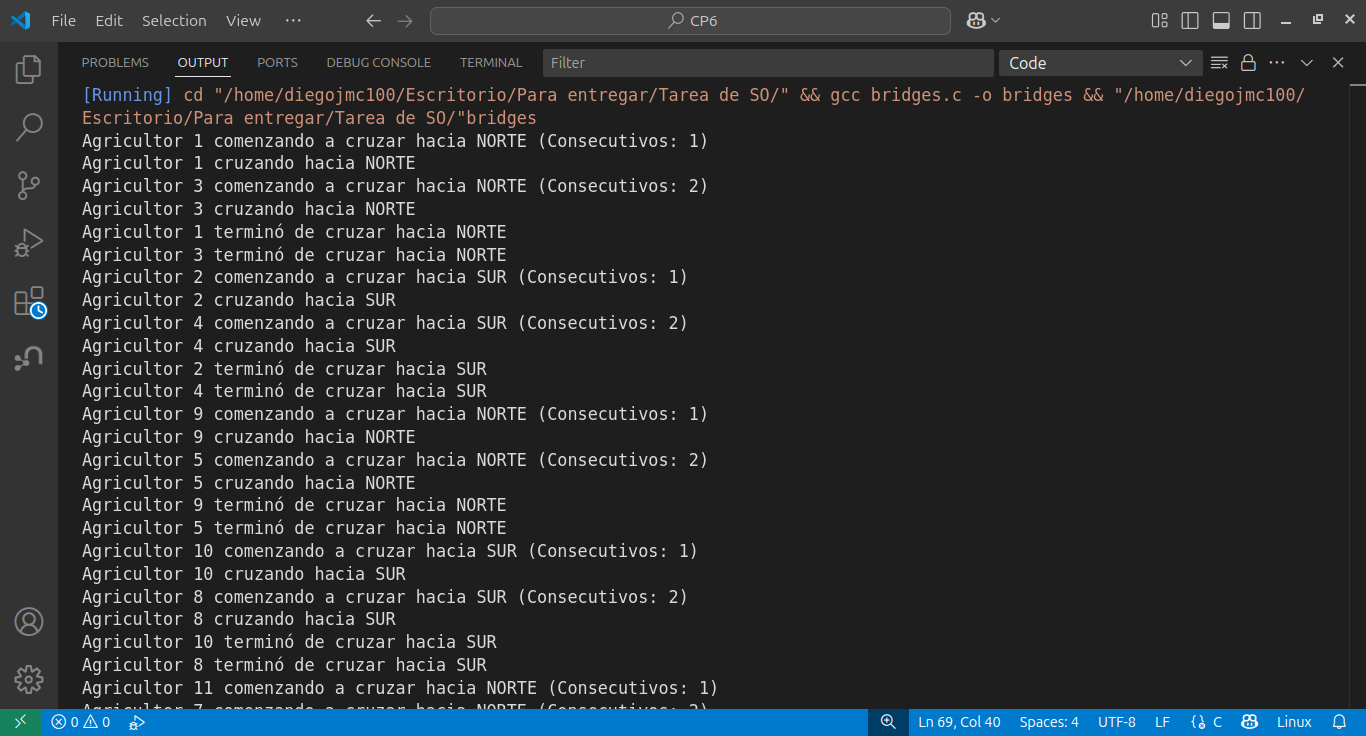 File Edit Selection View ··· CP6
PROBLEMS OUTPUT PORTS DEBUG CONSOLE TERMINAL Filter Code
[Running] cd "/home/diegojmc100/Escritorio/Para entregar/Tarea de SO/" && gcc bridges.c -o bridges && "/home/diegojmc100/
Escritorio/Para entregar/Tarea de SO/"bridges
Agricultor 1 comenzando a cruzar hacia NORTE (Consecutivos: 1)
Agricultor 1 cruzando hacia NORTE
Agricultor 3 comenzando a cruzar hacia NORTE (Consecutivos: 2)
Agricultor 3 cruzando hacia NORTE
Agricultor 1 terminó de cruzar hacia NORTE
Agricultor 3 terminó de cruzar hacia NORTE
Agricultor 2 comenzando a cruzar hacia SUR (Consecutivos: 1)
Agricultor 2 cruzando hacia SUR
Agricultor 4 comenzando a cruzar hacia SUR (Consecutivos: 2)
Agricultor 4 cruzando hacia SUR
Agricultor 2 terminó de cruzar hacia SUR
Agricultor 4 terminó de cruzar hacia SUR
Agricultor 9 comenzando a cruzar hacia NORTE (Consecutivos: 1)
Agricultor 9 cruzando hacia NORTE
Agricultor 5 comenzando a cruzar hacia NORTE (Consecutivos: 2)
Agricultor 5 cruzando hacia NORTE
Agricultor 9 terminó de cruzar hacia NORTE
Agricultor 5 terminó de cruzar hacia NORTE
Agricultor 10 comenzando a cruzar hacia SUR (Consecutivos: 1)
Agricultor 10 cruzando hacia SUR
Agricultor 8 comenzando a cruzar hacia SUR (Consecutivos: 2)
Agricultor 8 cruzando hacia SUR
Agricultor 10 terminó de cruzar hacia SUR
Agricultor 8 terminó de cruzar hacia SUR
Agricultor 11 comenzando a cruzar hacia NORTE (Consecutivos: 1)
Agricultor 7 comenzando a cruzar hacia NORTE (Consecutivos: 2)
0 0 Ln 69, Col 40 Spaces: 4 UTF-8 LF C Linux